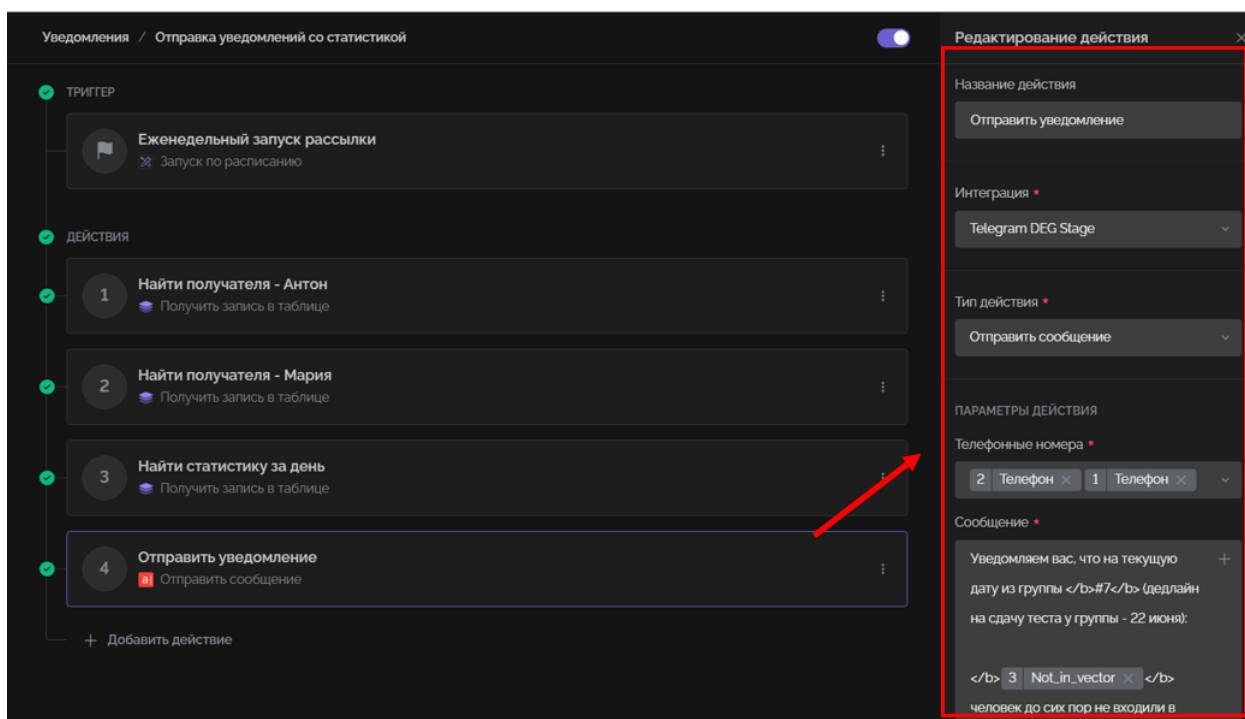 Уведомления / Отправка уведомлений со статистикой
ТРИГГЕР
Еженедельный запуск рассылки
Запуск по расписанию
ДЕЙСТВИЯ
1
Найти получателя - Антон
Получить запись в таблице
2
Найти получателя - Мария
Получить запись в таблице
3
Найти статистику за день
Получить запись в таблице
4
Отправить уведомление
a| Отправить сообщение
+ Добавить действие
Редактирование действия
Название действия
Отправить уведомление
Интеграция *
Telegram DEG Stage
Тип действия *
Отправить сообщение
ПАРАМЕТРЫ ДЕЙСТВИЯ
Телефонные номера *
2 Телефон × 1 Телефон ×
Сообщение *
Уведомляем вас, что на текущую
дату из группы </b>#7</b> (дедлайн
на сдачу теста у группы - 22 июня):
</b> 3 Not_in_vector × </b>
человек до сих пор не входили в